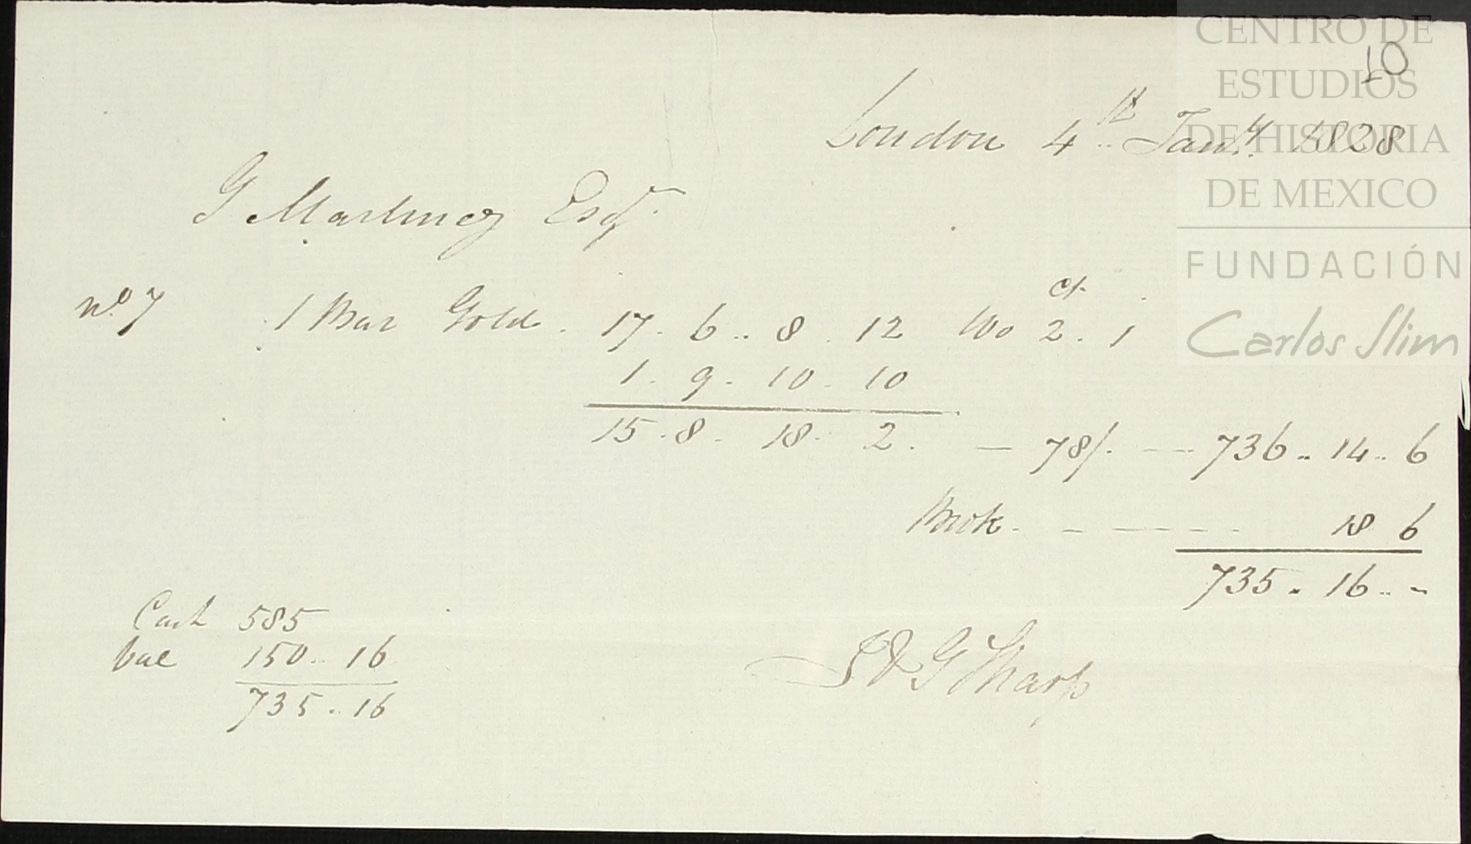 10
CENTRO DE
ESTUDIOS
DE HISTORIA
DE MEXICO
FUNDACIÓN
Carlos Slim
London 4th Jany. 1828
G Martinez Esqr
No 7 1 Bar Gold. 17. 6.. 8. 12 Wo Ct 2. 1
1. 9. 10. 10
15. 8. 18. 2. — 78/. — 736.. 14.. 6
Brok. - - - - - 18 6
735. 16.. -
Cash 585
bal 150.. 16
735.. 16
J & G Sharp